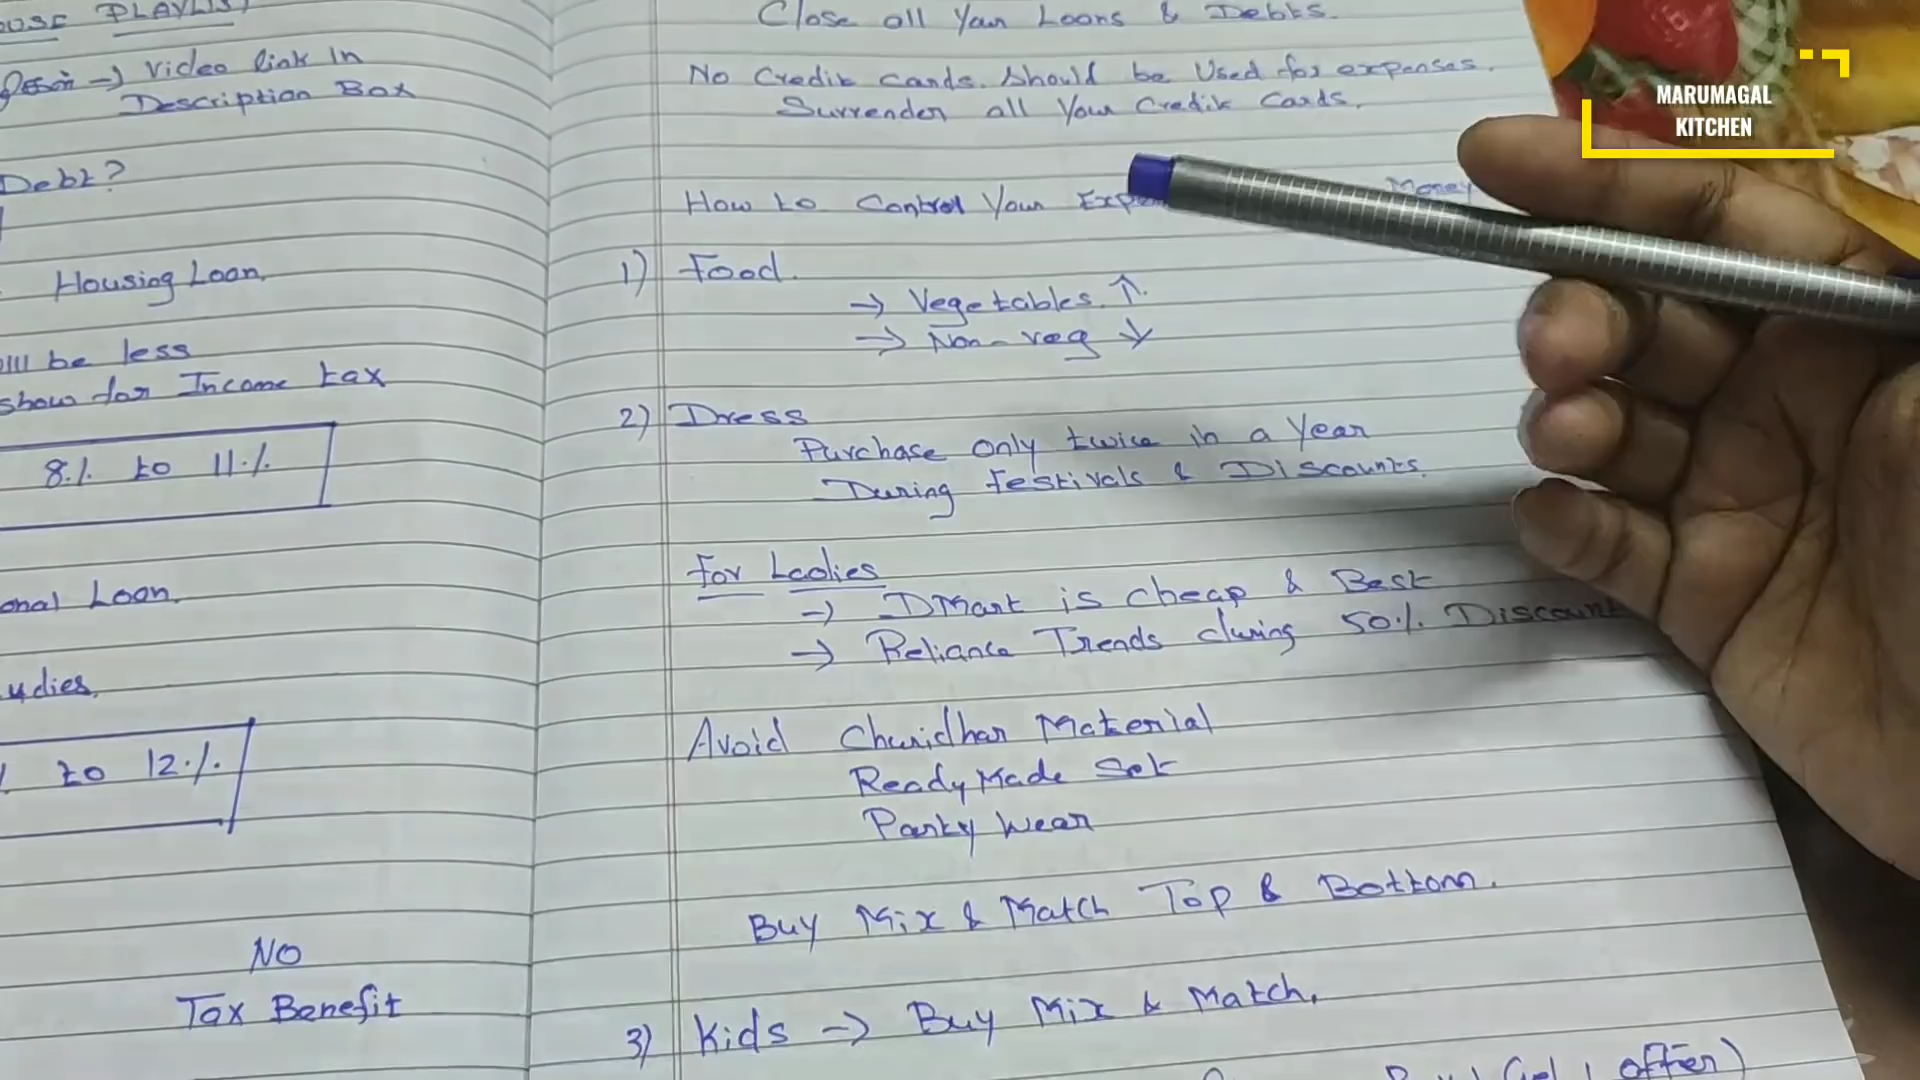 PLAYLIST
Video link in
Description Box
Debt?
Housing Loan.
be less
show for Income tax
8% to 11%
Loan
to 12%
NO
Tax Benefit
Close all Your Loans & Debts.
No Credit cards should be Used for expenses.
Surrender all Your Credit Cards.
How to Control Your
Money
1) Food.
→ Vegetables ↑
→ Non-veg ↓
2) Dress
Purchase only twice in a Year
During festivals & Discounts.
For Ladies
→ DMart is cheap & Best
→ Reliance Trends during 50% Discount
Avoid Churidhar Material
ReadyMade Set
Party Wear
Buy Mix & Match Top & Bottom.
3) Kids → Buy Mix & Match.
offer)
MARUMAGAL
KITCHEN